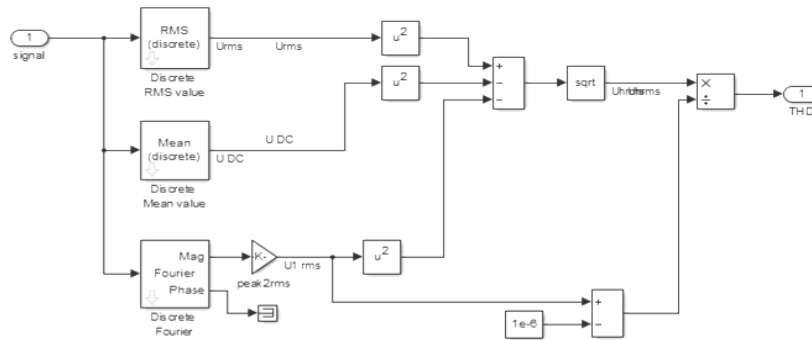 1
signal
RMS
(discrete)
Urms
Urms
Discrete
RMS value
u2
+
−
−
sqrt
×
÷
1
THD
u2
Mean
(discrete)
U DC
U DC
Discrete
Mean value
Mag
Fourier
Phase
Discrete
Fourier
-K-
peak2rms
U1 rms
u2
1e-6
+
−